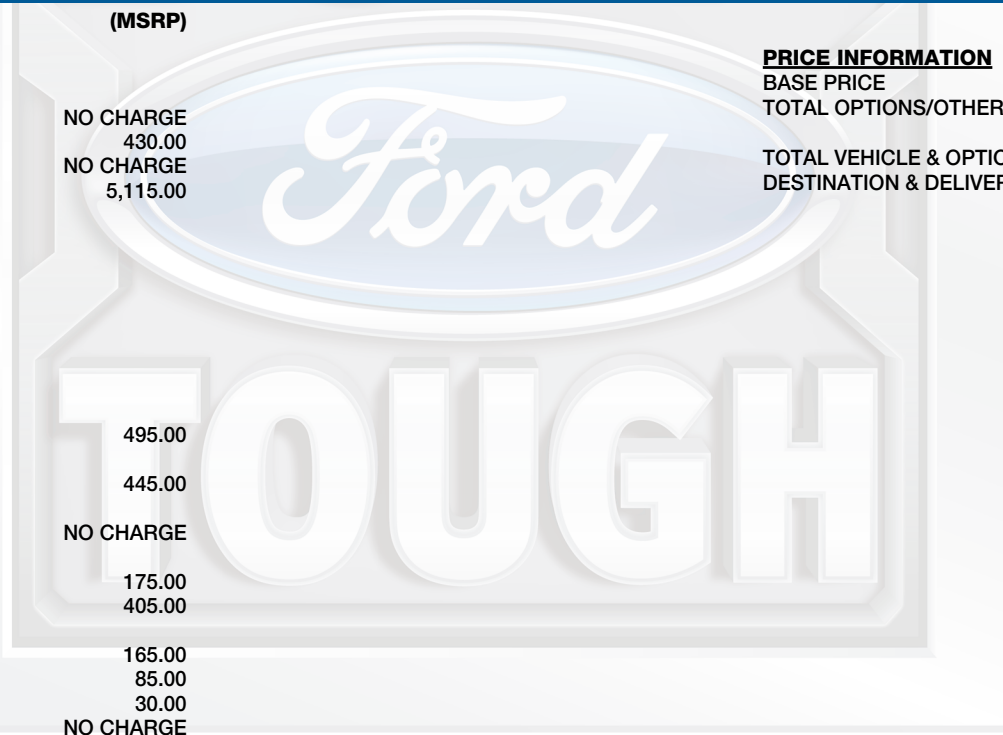 (MSRP)
NO CHARGE
430.00
NO CHARGE
5,115.00
495.00
445.00
NO CHARGE
175.00
405.00
165.00
85.00
30.00
NO CHARGE
PRICE INFORMATION
BASE PRICE
TOTAL OPTIONS/OTHER
TOTAL VEHICLE & OPTIO
DESTINATION & DELIVER
Ford
TOUGH